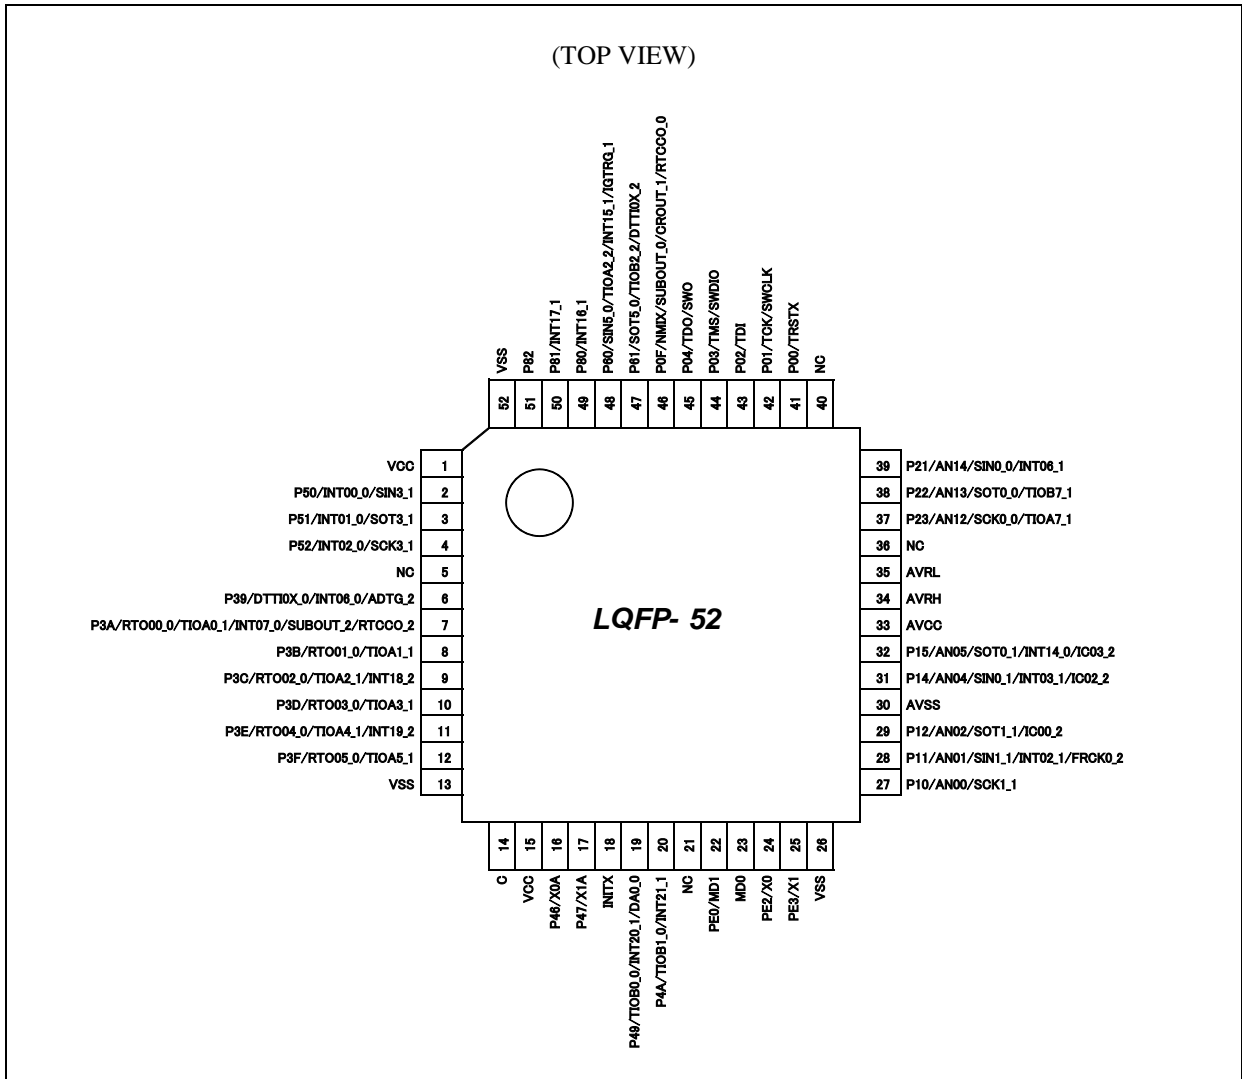 (TOP VIEW)
VSS
P82
P81/INT17_1
P80/INT16_1
P60/SIN5_0/TIOA2_2/INT15_1/IGTRG_1
P61/SOT5_0/TIOB2_2/DTTI0X_2
P0F/NMIX/SUBOUT_0/CROUT_1/RTCCO_0
P04/TDO/SWO
P03/TMS/SWDIO
P02/TDI
P01/TCK/SWCLK
P00/TRSTX
NC
52
51
50
49
48
47
46
45
44
43
42
41
40
VCC 1
P50/INT00_0/SIN3_1 2
P51/INT01_0/SOT3_1 3
P52/INT02_0/SCK3_1 4
NC 5
P39/DTTI0X_0/INT06_0/ADTG_2 6
P3A/RTO00_0/TIOA0_1/INT07_0/SUBOUT_2/RTCCO_2 7
P3B/RTO01_0/TIOA1_1 8
P3C/RTO02_0/TIOA2_1/INT18_2 9
P3D/RTO03_0/TIOA3_1 10
P3E/RTO04_0/TIOA4_1/INT19_2 11
P3F/RTO05_0/TIOA5_1 12
VSS 13
LQFP- 52
39 P21/AN14/SIN0_0/INT06_1
38 P22/AN13/SOT0_0/TIOB7_1
37 P23/AN12/SCK0_0/TIOA7_1
36 NC
35 AVRL
34 AVRH
33 AVCC
32 P15/AN05/SOT0_1/INT14_0/IC03_2
31 P14/AN04/SIN0_1/INT03_1/IC02_2
30 AVSS
29 P12/AN02/SOT1_1/IC00_2
28 P11/AN01/SIN1_1/INT02_1/FRCK0_2
27 P10/AN00/SCK1_1
14
15
16
17
18
19
20
21
22
23
24
25
26
C
VCC
P46/X0A
P47/X1A
INITX
P49/TIOB0_0/INT20_1/DA0_0
P4A/TIOB1_0/INT21_1
NC
PE0/MD1
MD0
PE2/X0
PE3/X1
VSS